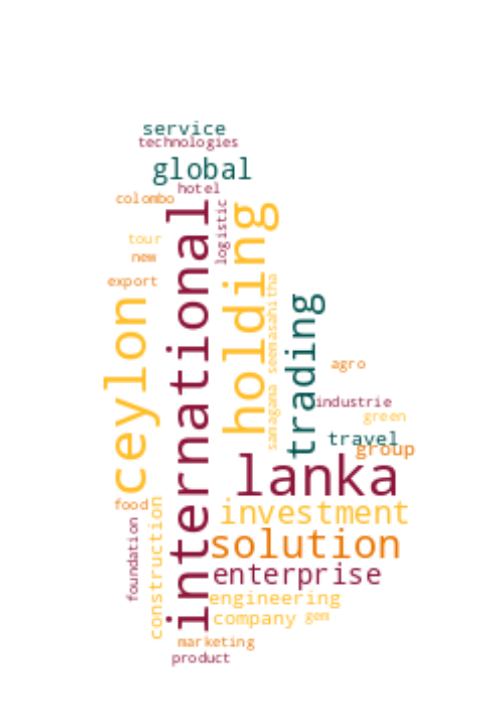 service
technologies
global
hotel
colombo
logistic
international
holding
tour
new
export
samagama seemasahitha
ceylon
trading
agro
industrie
green
travel
group
lanka
food
investment
construction
foundation
solution
enterprise
engineering
company
gem
marketing
product